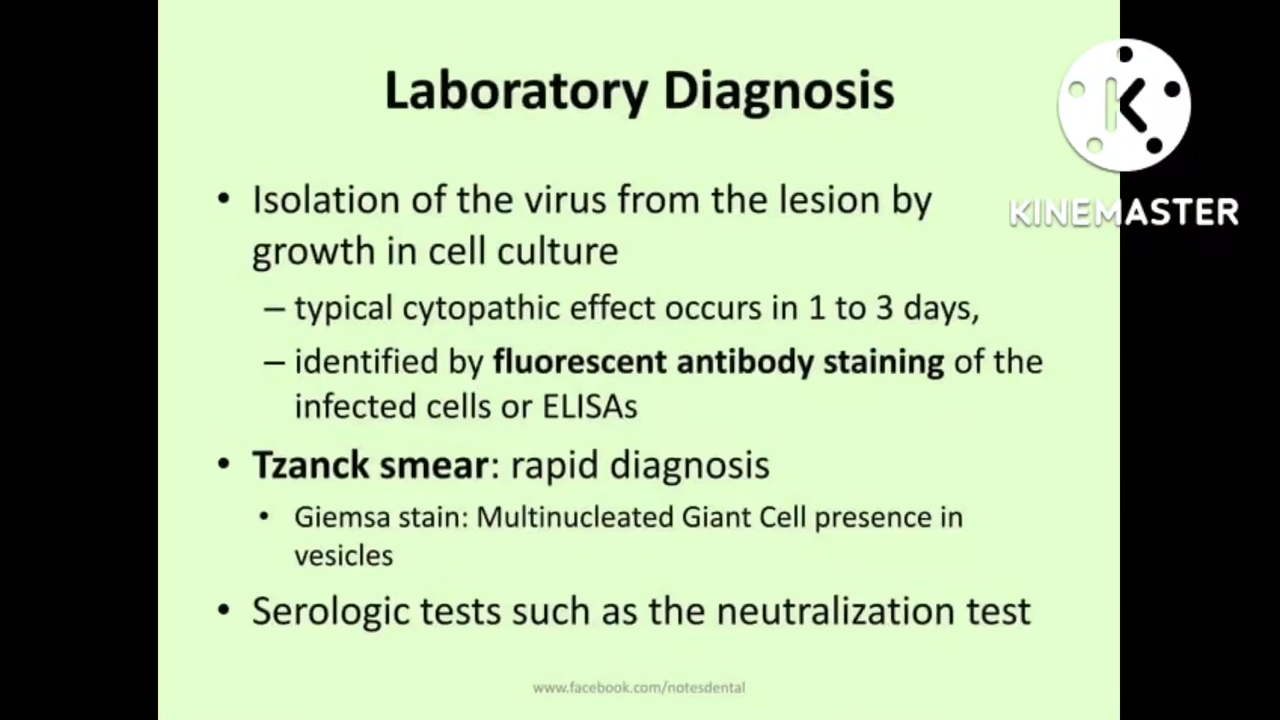 Laboratory Diagnosis
• Isolation of the virus from the lesion by
growth in cell culture
– typical cytopathic effect occurs in 1 to 3 days,
– identified by fluorescent antibody staining of the
infected cells or ELISAs
• Tzanck smear: rapid diagnosis
• Giemsa stain: Multinucleated Giant Cell presence in
vesicles
• Serologic tests such as the neutralization test
www.facebook.com/notesdental
K
KINEMASTER